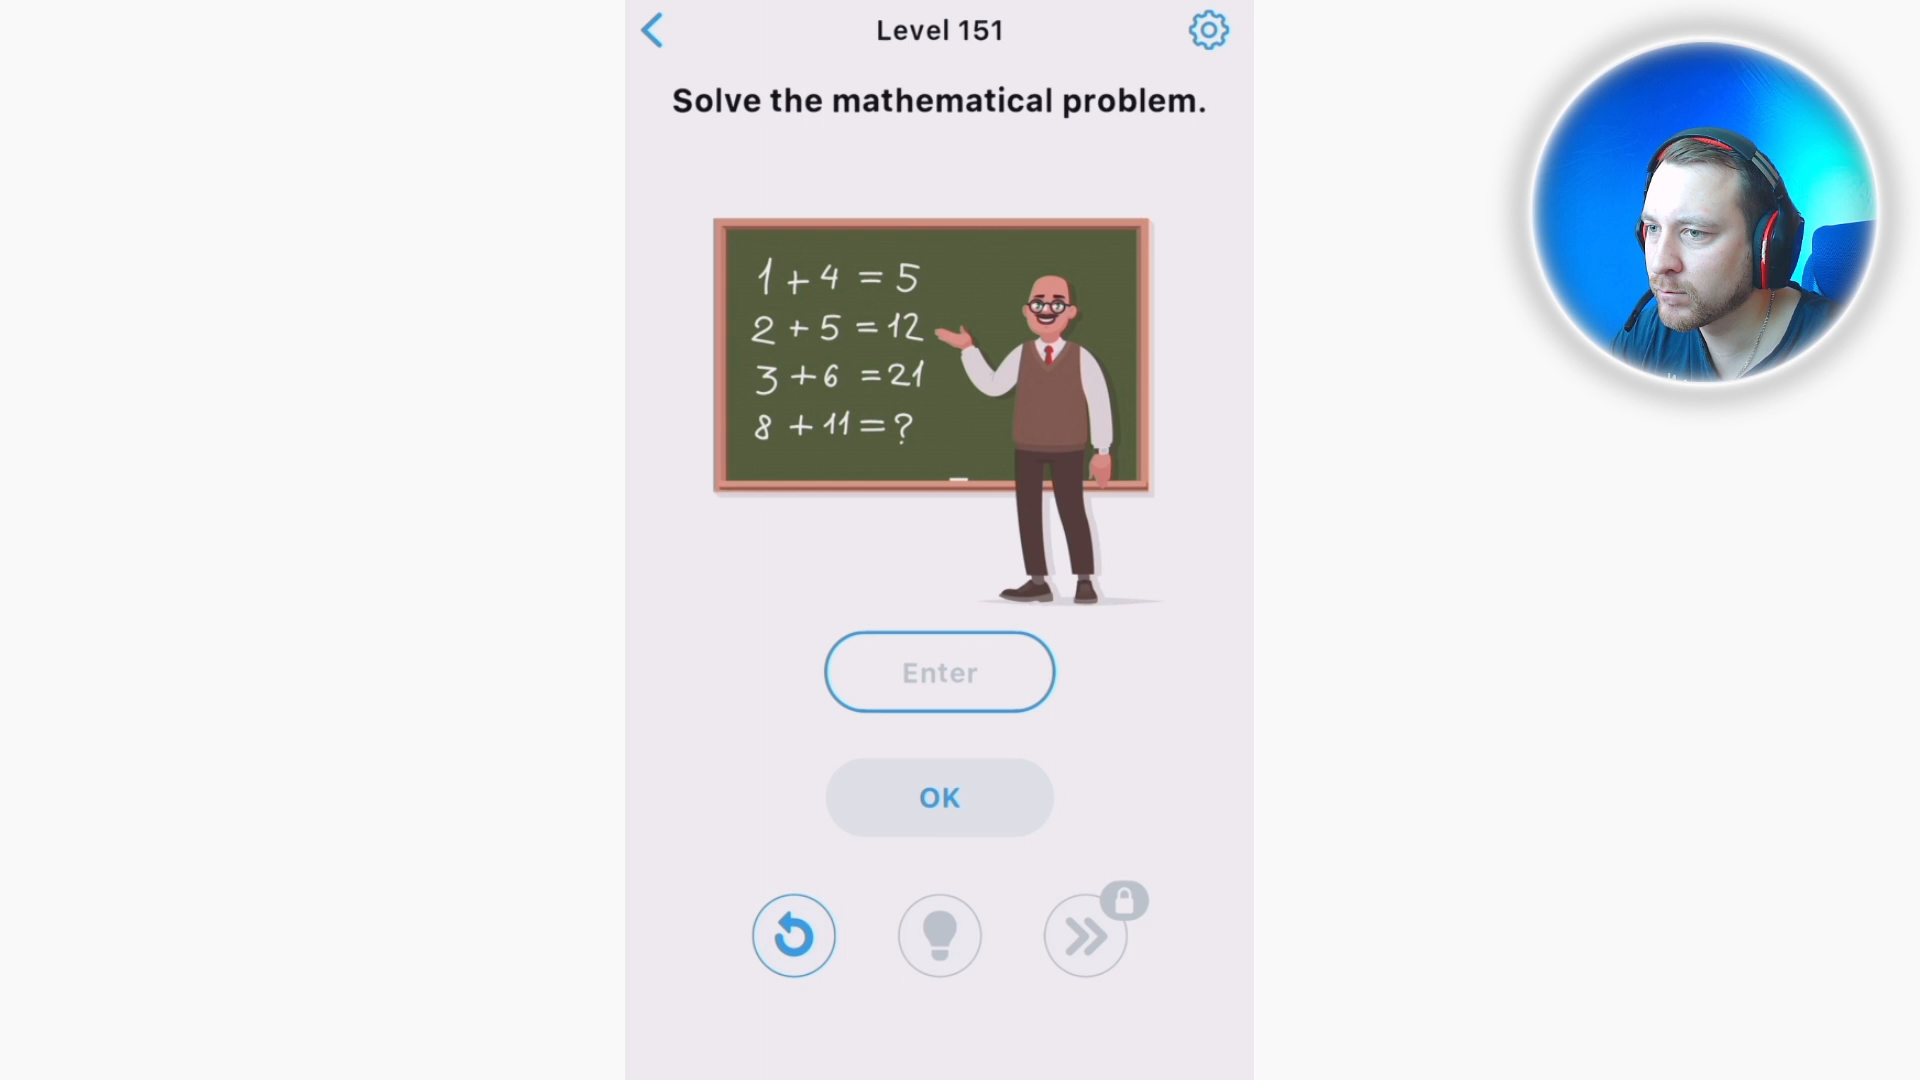 Level 151
Solve the mathematical problem.
1 + 4 = 5
2 + 5 = 12
3 + 6 = 21
8 + 11 = ?
Enter
OK